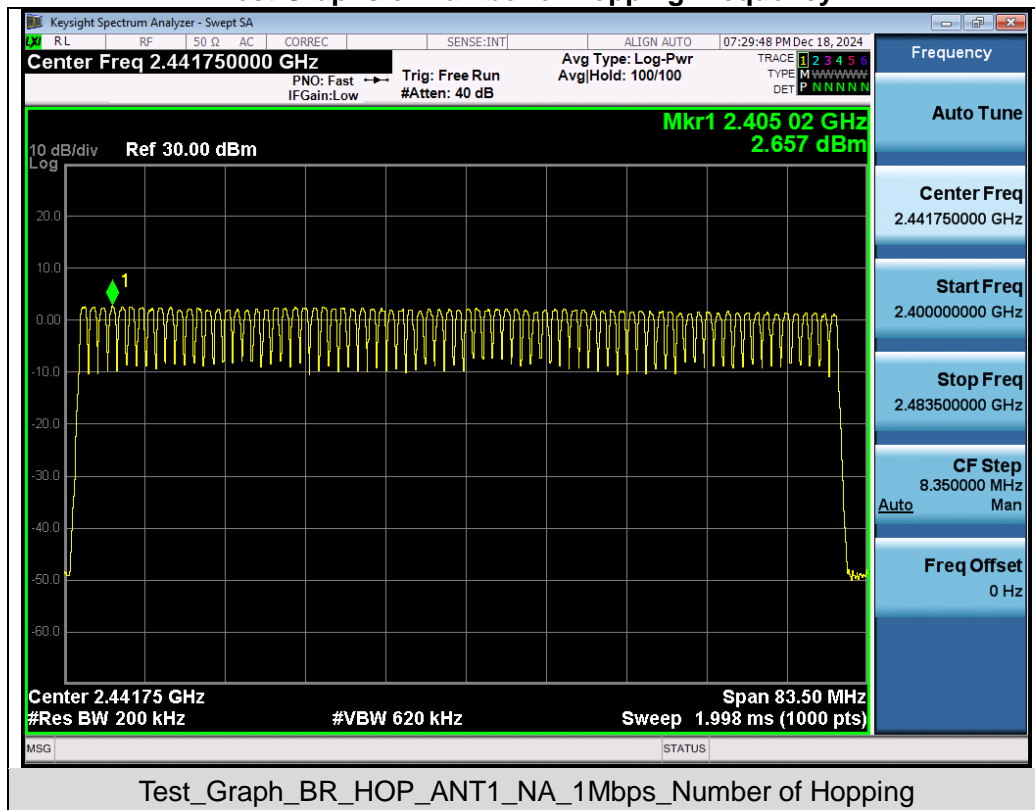 Keysight Spectrum Analyzer - Swept SA
LXI RL RF 50 Ω AC CORREC SENSE:INT ALIGN AUTO 07:29:48 PM Dec 18, 2024
Center Freq 2.441750000 GHz
PNO: Fast
IFGain:Low
Trig: Free Run
#Atten: 40 dB
Avg Type: Log-Pwr
Avg|Hold: 100/100
TRACE 1 2 3 4 5 6
TYPE M WWWWW
DET P N N N N N
Mkr1 2.405 02 GHz
2.657 dBm
10 dB/div Ref 30.00 dBm
Log
20.0
10.0
1
0.00
-10.0
-20.0
-30.0
-40.0
-50.0
-60.0
Center 2.44175 GHz Span 83.50 MHz
#Res BW 200 kHz #VBW 620 kHz Sweep 1.998 ms (1000 pts)
MSG STATUS
Frequency
Auto Tune
Center Freq
2.441750000 GHz
Start Freq
2.400000000 GHz
Stop Freq
2.483500000 GHz
CF Step
8.350000 MHz
Auto Man
Freq Offset
0 Hz
Test_Graph_BR_HOP_ANT1_NA_1Mbps_Number of Hopping